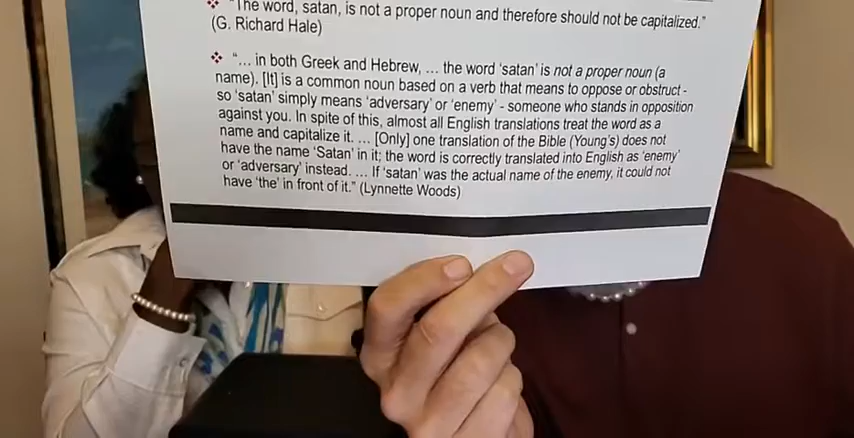 ❖ "The word, satan, is not a proper noun and therefore should not be capitalized."
(G. Richard Hale)
❖ "... in both Greek and Hebrew, ... the word 'satan' is not a proper noun (a
name). [It] is a common noun based on a verb that means to oppose or obstruct -
so 'satan' simply means 'adversary' or 'enemy' - someone who stands in opposition
against you. In spite of this, almost all English translations treat the word as a
name and capitalize it. ... [Only] one translation of the Bible (Young's) does not
have the name 'Satan' in it; the word is correctly translated into English as 'enemy'
or 'adversary' instead. ... If 'satan' was the actual name of the enemy, it could not
have 'the' in front of it." (Lynnette Woods)